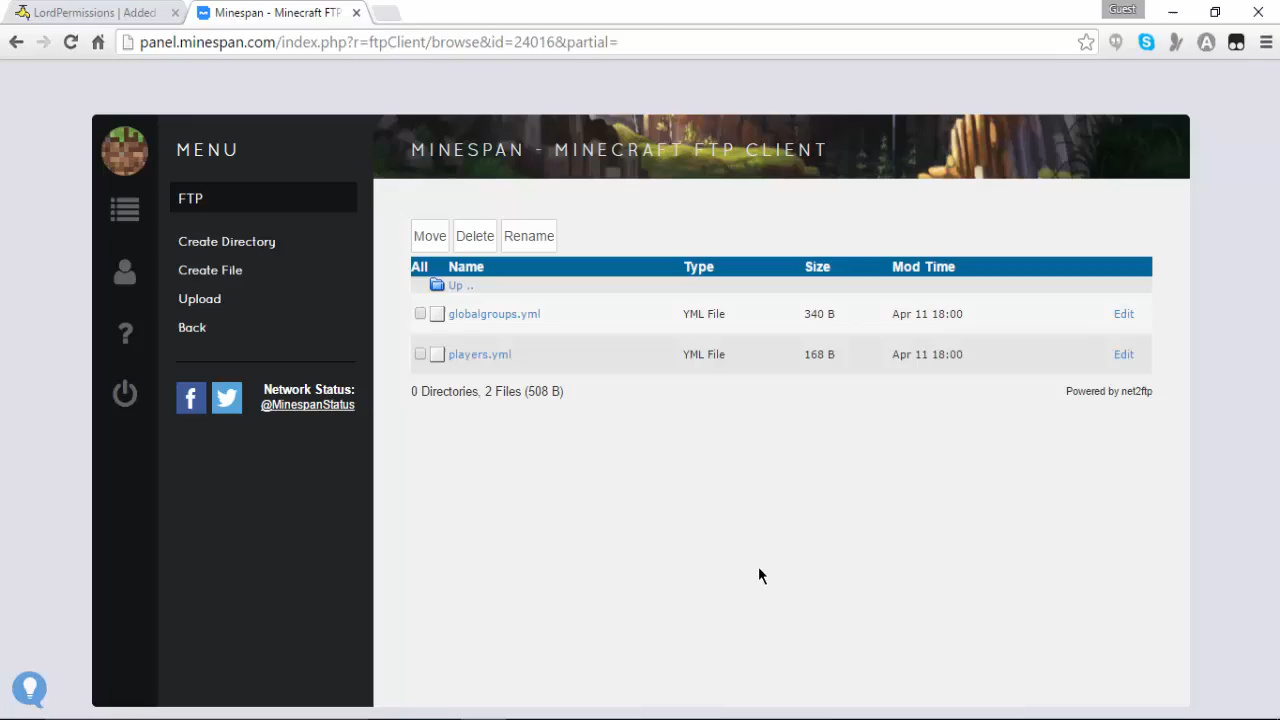 LordPermissions | Added
Minespan - Minecraft FTP
Guest
panel.minespan.com/index.php?r=ftpClient/browse&id=24016&partial=
MENU
MINESPAN - MINECRAFT FTP CLIENT
FTP
Create Directory
Create File
Upload
Back
Network Status:
@MinespanStatus
Move Delete Rename
All Name Type Size Mod Time
Up ..
globalgroups.yml YML File 340 B Apr 11 18:00 Edit
players.yml YML File 168 B Apr 11 18:00 Edit
0 Directories, 2 Files (508 B) Powered by net2ftp